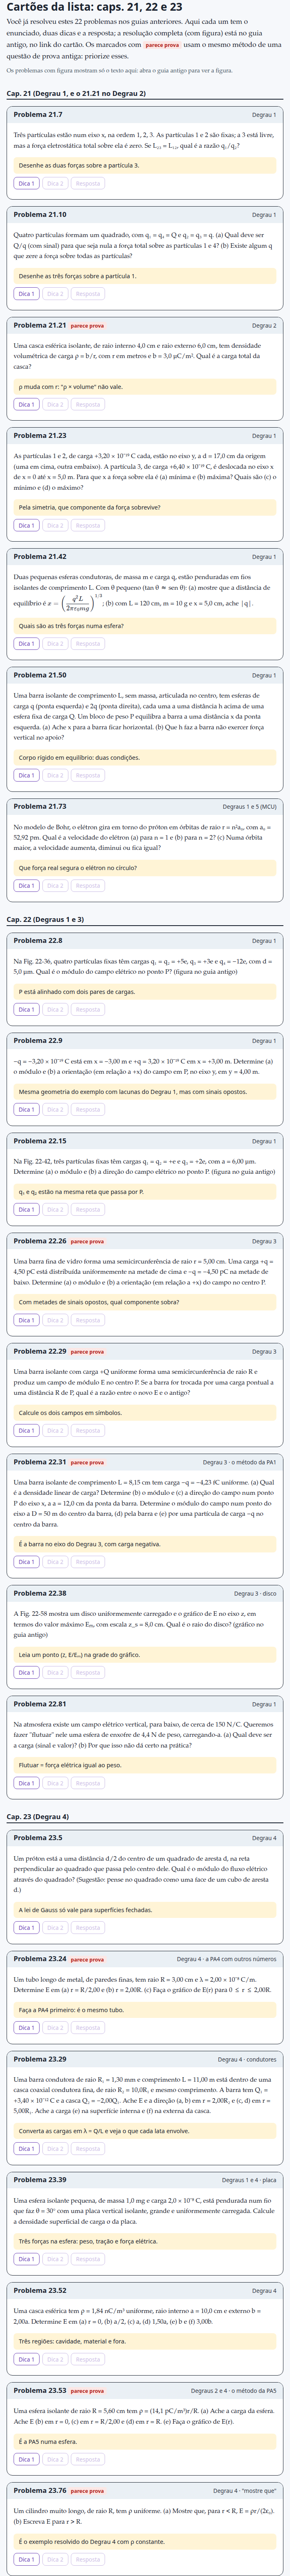 Cartões da lista: caps. 21, 22 e 23
Você já resolveu estes 22 problemas nos guias anteriores. Aqui cada um tem o
enunciado, duas dicas e a resposta; a resolução completa (com figura) está no guia
antigo, no link do cartão. Os marcados com parece prova usam o mesmo método de uma
questão de prova antiga: priorize esses.
Os problemas com figura mostram só o texto aqui: abra o guia antigo para ver a figura.
Cap. 21 (Degrau 1, e o 21.21 no Degrau 2)
Problema 21.7 Degrau 1
Três partículas estão num eixo x, na ordem 1, 2, 3. As partículas 1 e 2 são fixas; a 3 está livre,
mas a força eletrostática total sobre ela é zero. Se L₂₃ = L₁₂, qual é a razão q₁/q₂?
Desenhe as duas forças sobre a partícula 3.
Dica 1 Dica 2 Resposta
Problema 21.10 Degrau 1
Quatro partículas formam um quadrado, com q₁ = q₄ = Q e q₂ = q₃ = q. (a) Qual deve ser
Q/q (com sinal) para que seja nula a força total sobre as partículas 1 e 4? (b) Existe algum q
que zere a força sobre todas as partículas?
Desenhe as três forças sobre a partícula 1.
Dica 1 Dica 2 Resposta
Problema 21.21 parece prova Degrau 2
Uma casca esférica isolante, de raio interno 4,0 cm e raio externo 6,0 cm, tem densidade
volumétrica de carga ρ = b/r, com r em metros e b = 3,0 μC/m². Qual é a carga total da
casca?
ρ muda com r: "ρ × volume" não vale.
Dica 1 Dica 2 Resposta
Problema 21.23 Degrau 1
As partículas 1 e 2, de carga +3,20 × 10⁻¹⁹ C cada, estão no eixo y, a d = 17,0 cm da origem
(uma em cima, outra embaixo). A partícula 3, de carga +6,40 × 10⁻¹⁹ C, é deslocada no eixo x
de x = 0 até x = 5,0 m. Para que x a força sobre ela é (a) mínima e (b) máxima? Quais são (c) o
mínimo e (d) o máximo?
Pela simetria, que componente da força sobrevive?
Dica 1 Dica 2 Resposta
Problema 21.42 Degrau 1
Duas pequenas esferas condutoras, de massa m e carga q, estão penduradas em fios
isolantes de comprimento L. Com θ pequeno (tan θ ≈ sen θ): (a) mostre que a distância de
equilíbrio é x = (q²L / 2πε₀mg)^1/3; (b) com L = 120 cm, m = 10 g e x = 5,0 cm, ache |q|.
Quais são as três forças numa esfera?
Dica 1 Dica 2 Resposta
Problema 21.50 Degrau 1
Uma barra isolante de comprimento L, sem massa, articulada no centro, tem esferas de
carga q (ponta esquerda) e 2q (ponta direita), cada uma a uma distância h acima de uma
esfera fixa de carga Q. Um bloco de peso P equilibra a barra a uma distância x da ponta
esquerda. (a) Ache x para a barra ficar horizontal. (b) Que h faz a barra não exercer força
vertical no apoio?
Corpo rígido em equilíbrio: duas condições.
Dica 1 Dica 2 Resposta
Problema 21.73 Degraus 1 e 5 (MCU)
No modelo de Bohr, o elétron gira em torno do próton em órbitas de raio r = n²a₀, com a₀ =
52,92 pm. Qual é a velocidade do elétron (a) para n = 1 e (b) para n = 2? (c) Numa órbita
maior, a velocidade aumenta, diminui ou fica igual?
Que força real segura o elétron no círculo?
Dica 1 Dica 2 Resposta
Cap. 22 (Degraus 1 e 3)
Problema 22.8 Degrau 1
Na Fig. 22-36, quatro partículas fixas têm cargas q₁ = q₂ = +5e, q₃ = +3e e q₄ = −12e, com d =
5,0 μm. Qual é o módulo do campo elétrico no ponto P? (figura no guia antigo)
P está alinhado com dois pares de cargas.
Dica 1 Dica 2 Resposta
Problema 22.9 Degrau 1
−q = −3,20 × 10⁻¹⁹ C está em x = −3,00 m e +q = 3,20 × 10⁻¹⁹ C em x = +3,00 m. Determine (a)
o módulo e (b) a orientação (em relação a +x) do campo em P, no eixo y, em y = 4,00 m.
Mesma geometria do exemplo com lacunas do Degrau 1, mas com sinais opostos.
Dica 1 Dica 2 Resposta
Problema 22.15 Degrau 1
Na Fig. 22-42, três partículas fixas têm cargas q₁ = q₂ = +e e q₃ = +2e, com a = 6,00 μm.
Determine (a) o módulo e (b) a direção do campo elétrico no ponto P. (figura no guia antigo)
q₁ e q₂ estão na mesma reta que passa por P.
Dica 1 Dica 2 Resposta
Problema 22.26 parece prova Degrau 3
Uma barra fina de vidro forma uma semicircunferência de raio r = 5,00 cm. Uma carga +q =
4,50 pC está distribuída uniformemente na metade de cima e −q = −4,50 pC na metade de
baixo. Determine (a) o módulo e (b) a orientação (em relação a +x) do campo no centro P.
Com metades de sinais opostos, qual componente sobra?
Dica 1 Dica 2 Resposta
Problema 22.29 parece prova Degrau 3
Uma barra isolante com carga +Q uniforme forma uma semicircunferência de raio R e
produz um campo de módulo E no centro P. Se a barra for trocada por uma carga pontual a
uma distância R de P, qual é a razão entre o novo E e o antigo?
Calcule os dois campos em símbolos.
Dica 1 Dica 2 Resposta
Problema 22.31 parece prova Degrau 3 · o método da PA1
Uma barra isolante de comprimento L = 8,15 cm tem carga −q = −4,23 fC uniforme. (a) Qual
é a densidade linear de carga? Determine (b) o módulo e (c) a direção do campo num ponto
P do eixo x, a a = 12,0 cm da ponta da barra. Determine o módulo do campo num ponto do
eixo a D = 50 m do centro da barra, (d) pela barra e (e) por uma partícula de carga −q no
centro da barra.
É a barra no eixo do Degrau 3, com carga negativa.
Dica 1 Dica 2 Resposta
Problema 22.38 Degrau 3 · disco
A Fig. 22-58 mostra um disco uniformemente carregado e o gráfico de E no eixo z, em
termos do valor máximo Eₘ, com escala z_s = 8,0 cm. Qual é o raio do disco? (gráfico no
guia antigo)
Leia um ponto (z, E/Eₘ) na grade do gráfico.
Dica 1 Dica 2 Resposta
Problema 22.81 Degrau 1
Na atmosfera existe um campo elétrico vertical, para baixo, de cerca de 150 N/C. Queremos
fazer "flutuar" nele uma esfera de enxofre de 4,4 N de peso, carregando-a. (a) Qual deve ser
a carga (sinal e valor)? (b) Por que isso não dá certo na prática?
Flutuar = força elétrica igual ao peso.
Dica 1 Dica 2 Resposta
Cap. 23 (Degrau 4)
Problema 23.5 Degrau 4
Um próton está a uma distância d/2 do centro de um quadrado de aresta d, na reta
perpendicular ao quadrado que passa pelo centro dele. Qual é o módulo do fluxo elétrico
através do quadrado? (Sugestão: pense no quadrado como uma face de um cubo de aresta
d.)
A lei de Gauss só vale para superfícies fechadas.
Dica 1 Dica 2 Resposta
Problema 23.24 parece prova Degrau 4 · a PA4 com outros números
Um tubo longo de metal, de paredes finas, tem raio R = 3,00 cm e λ = 2,00 × 10⁻⁸ C/m.
Determine E em (a) r = R/2,00 e (b) r = 2,00R. (c) Faça o gráfico de E(r) para 0 ≤ r ≤ 2,00R.
Faça a PA4 primeiro: é o mesmo tubo.
Dica 1 Dica 2 Resposta
Problema 23.29 Degrau 4 · condutores
Uma barra condutora de raio R₁ = 1,30 mm e comprimento L = 11,00 m está dentro de uma
casca coaxial condutora fina, de raio R₂ = 10,0R₁, e mesmo comprimento. A barra tem Q₁ =
+3,40 × 10⁻¹² C e a casca Q₂ = −2,00Q₁. Ache E e a direção (a, b) em r = 2,00R₂ e (c, d) em r =
5,00R₁. Ache a carga (e) na superfície interna e (f) na externa da casca.
Converta as cargas em λ = Q/L e veja o que cada lata envolve.
Dica 1 Dica 2 Resposta
Problema 23.39 parece prova Degraus 1 e 4 · placa
Uma esfera isolante pequena, de massa 1,0 mg e carga 2,0 × 10⁻⁸ C, está pendurada num fio
que faz θ = 30° com uma placa vertical isolante, grande e uniformemente carregada. Calcule
a densidade superficial de carga σ da placa.
Três forças na esfera: peso, tração e força elétrica.
Dica 1 Dica 2 Resposta
Problema 23.52 Degrau 4
Uma casca esférica tem ρ = 1,84 nC/m³ uniforme, raio interno a = 10,0 cm e externo b =
2,00a. Determine E em (a) r = 0, (b) a/2, (c) a, (d) 1,50a, (e) b e (f) 3,00b.
Três regiões: cavidade, material e fora.
Dica 1 Dica 2 Resposta
Problema 23.53 parece prova Degraus 2 e 4 · o método da PA5
Uma esfera isolante de raio R = 5,60 cm tem ρ = (14,1 pC/m³)r/R. (a) Ache a carga da esfera.
Ache E (b) em r = 0, (c) em r = R/2,00 e (d) em r = R. (e) Faça o gráfico de E(r).
É a PA5 numa esfera.
Dica 1 Dica 2 Resposta
Problema 23.76 parece prova Degrau 4 · "mostre que"
Um cilindro muito longo, de raio R, tem ρ uniforme. (a) Mostre que, para r < R, E = ρr/(2ε₀).
(b) Escreva E para r > R.
É o exemplo resolvido do Degrau 4 com ρ constante.
Dica 1 Dica 2 Resposta